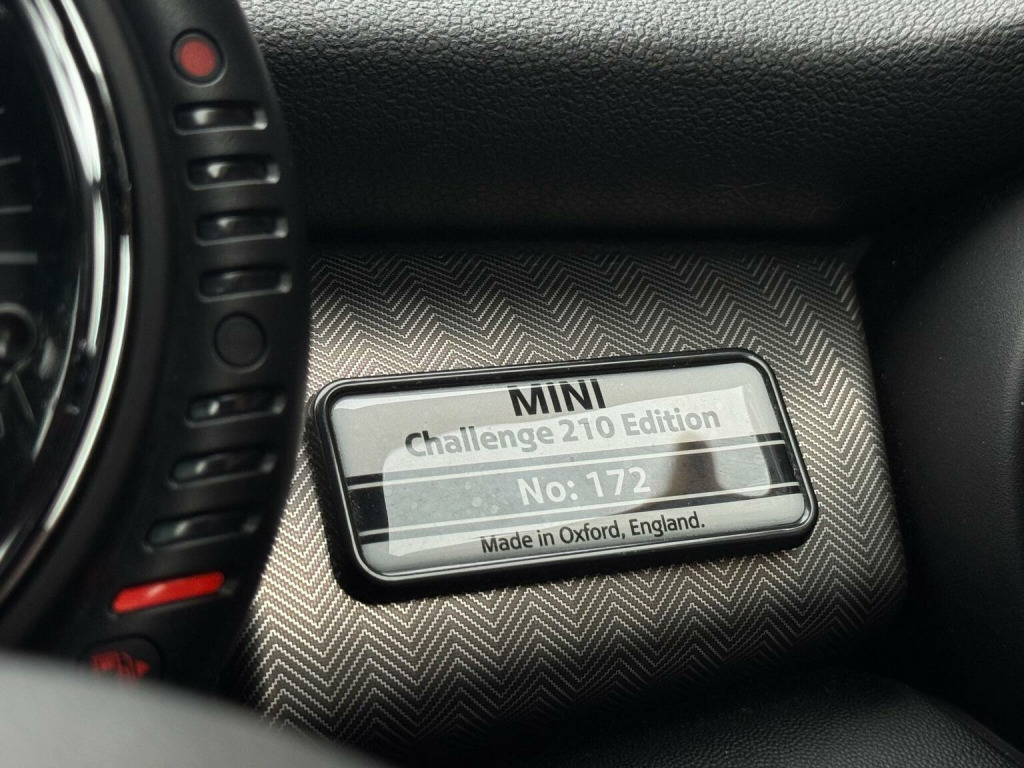 MINI
Challenge 210 Edition
No: 172
Made in Oxford, England.